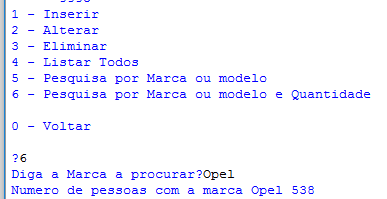 1 - Inserir
2 - Alterar
3 - Eliminar
4 - Listar Todos
5 - Pesquisa por Marca ou modelo
6 - Pesquisa por Marca ou modelo e Quantidade
0 - Voltar
?6
Diga a Marca a procurar?Opel
Numero de pessoas com a marca Opel 538